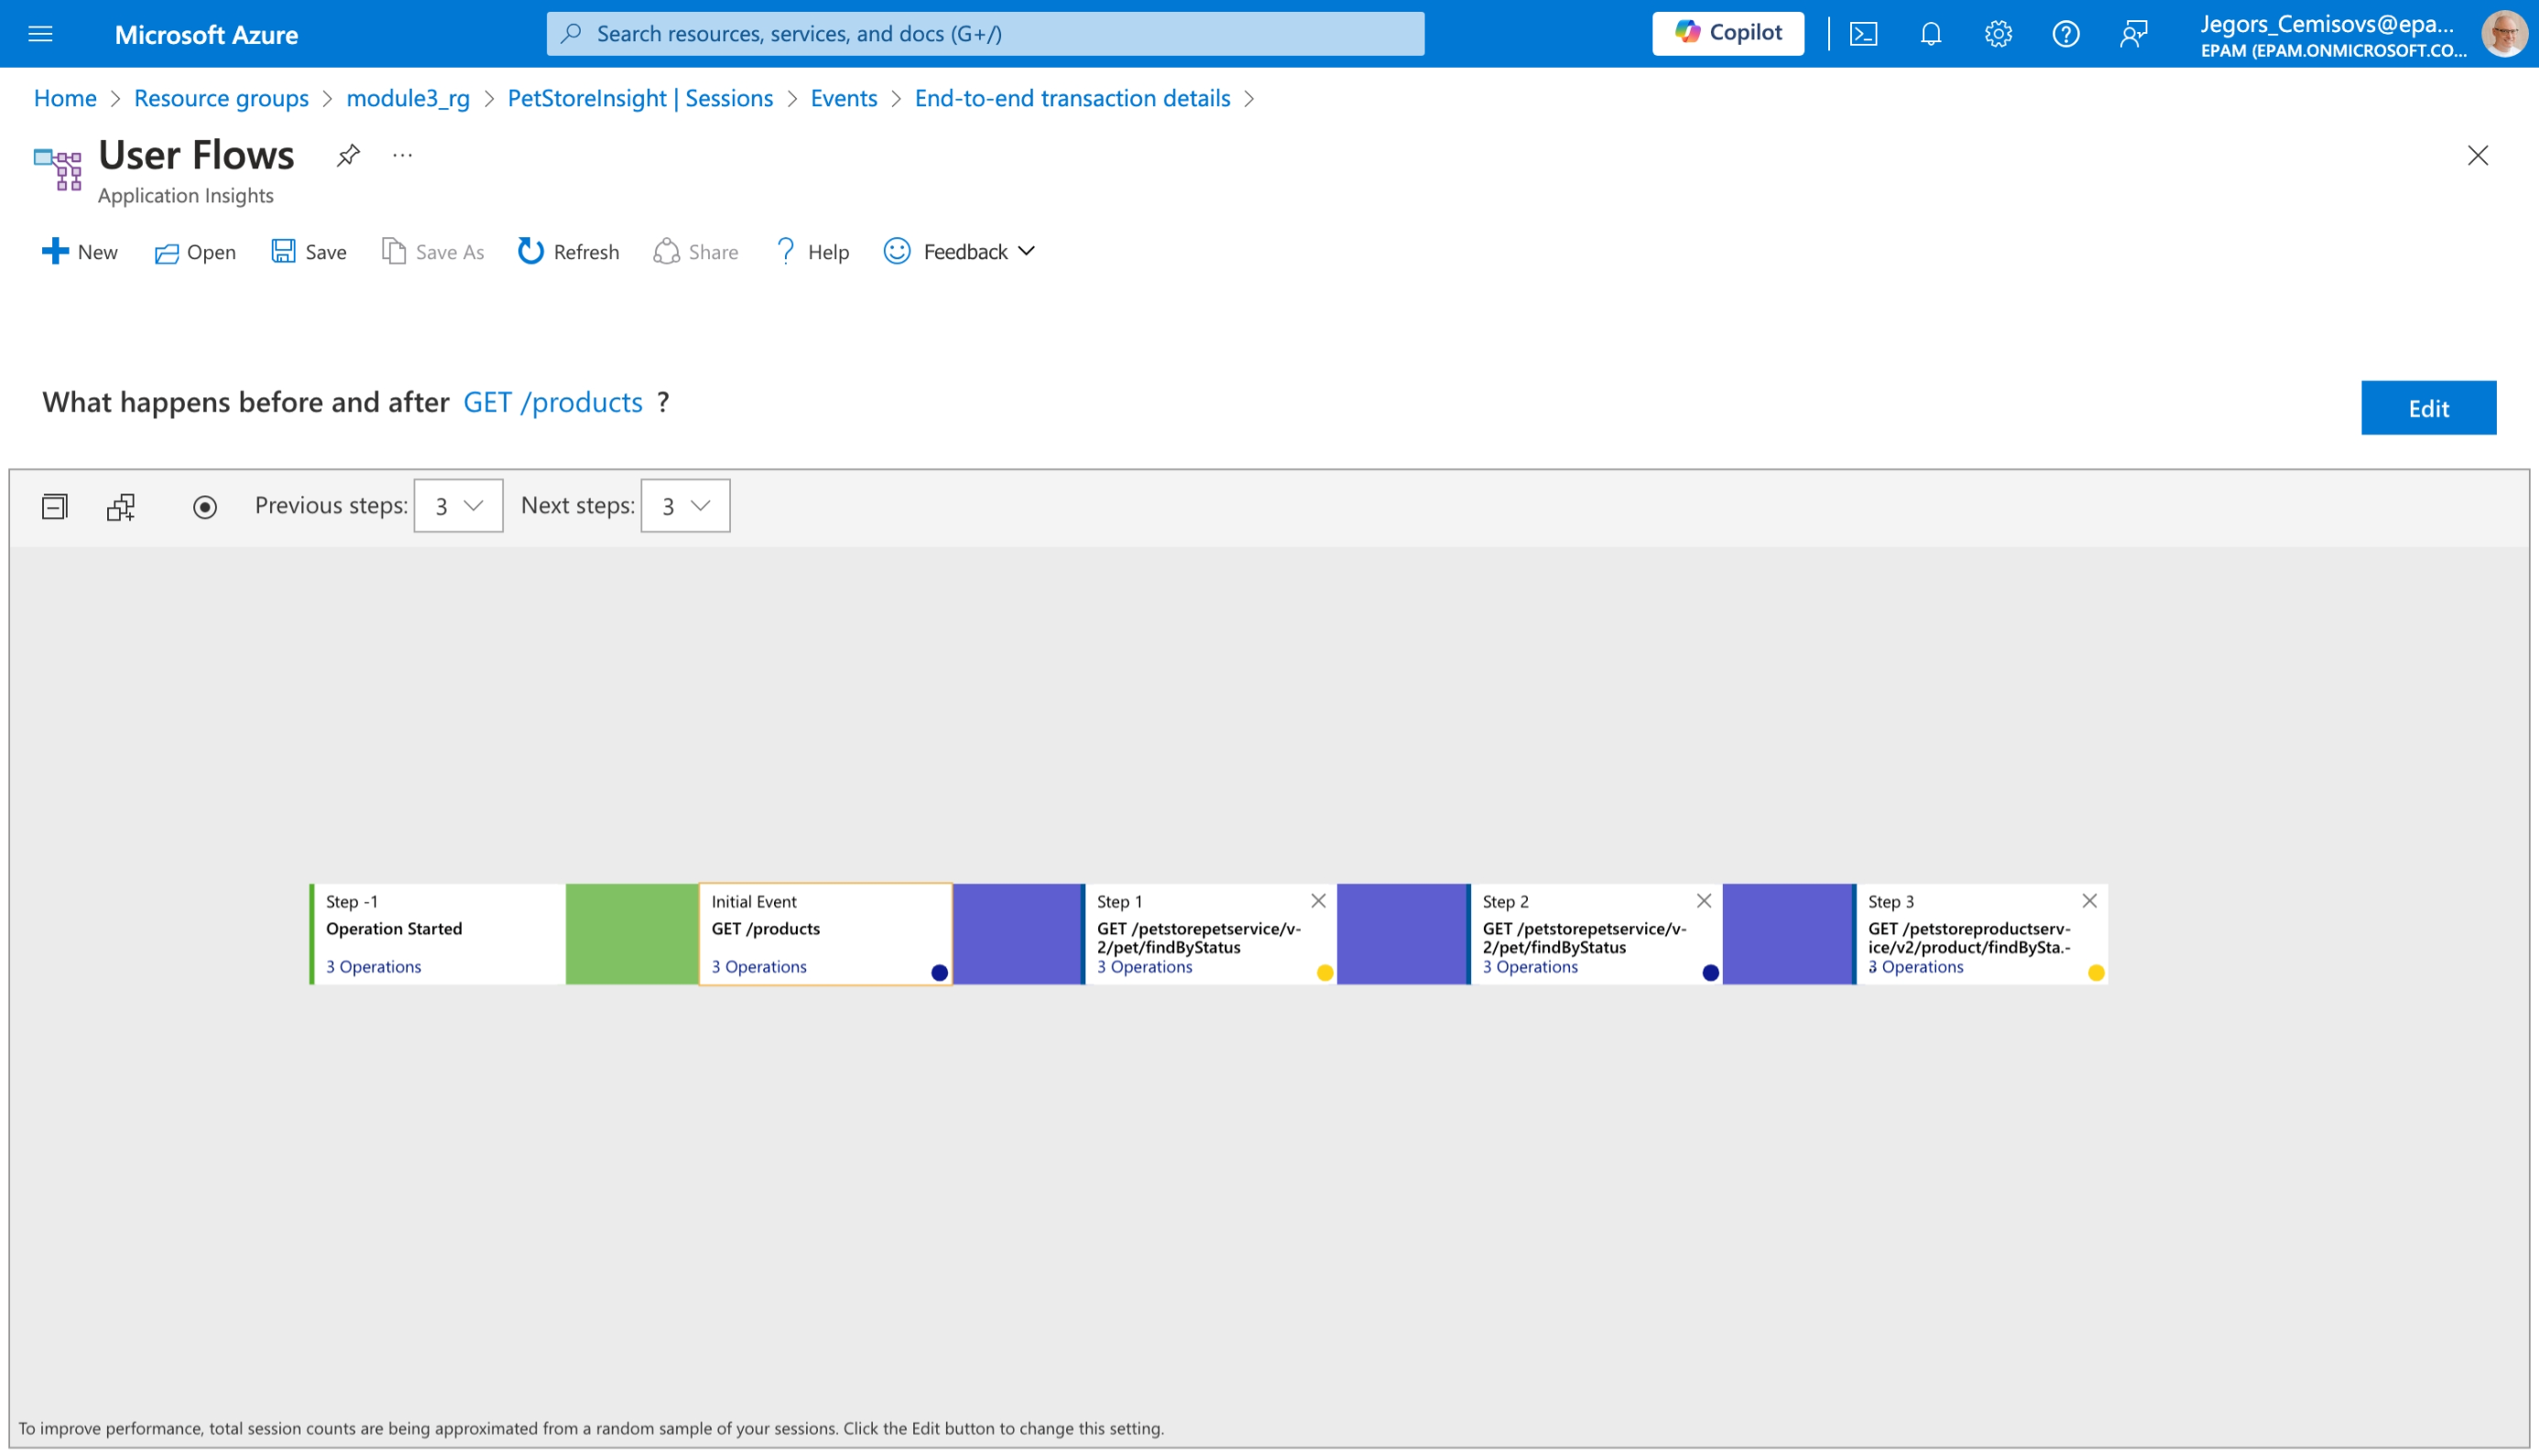 Microsoft Azure
Search resources, services, and docs (G+/)
Copilot
Jegors_Cemisovs@epa...
EPAM (EPAM.ONMICROSOFT.CO...
Home > Resource groups > module3_rg > PetStoreInsight | Sessions > Events > End-to-end transaction details >
User Flows
...
Application Insights
New
Open
Save
Save As
Refresh
Share
Help
Feedback
What happens before and after GET /products ?
Edit
Previous steps: 3
Next steps: 3
Step -1
Operation Started
3 Operations
Initial Event
GET /products
3 Operations
Step 1
GET /petstorepetservice/v-
2/pet/findByStatus
3 Operations
Step 2
GET /petstorepetservice/v-
2/pet/findByStatus
3 Operations
Step 3
GET /petstoreproductserv-
ice/v2/product/findBySta.-
3 Operations
To improve performance, total session counts are being approximated from a random sample of your sessions. Click the Edit button to change this setting.